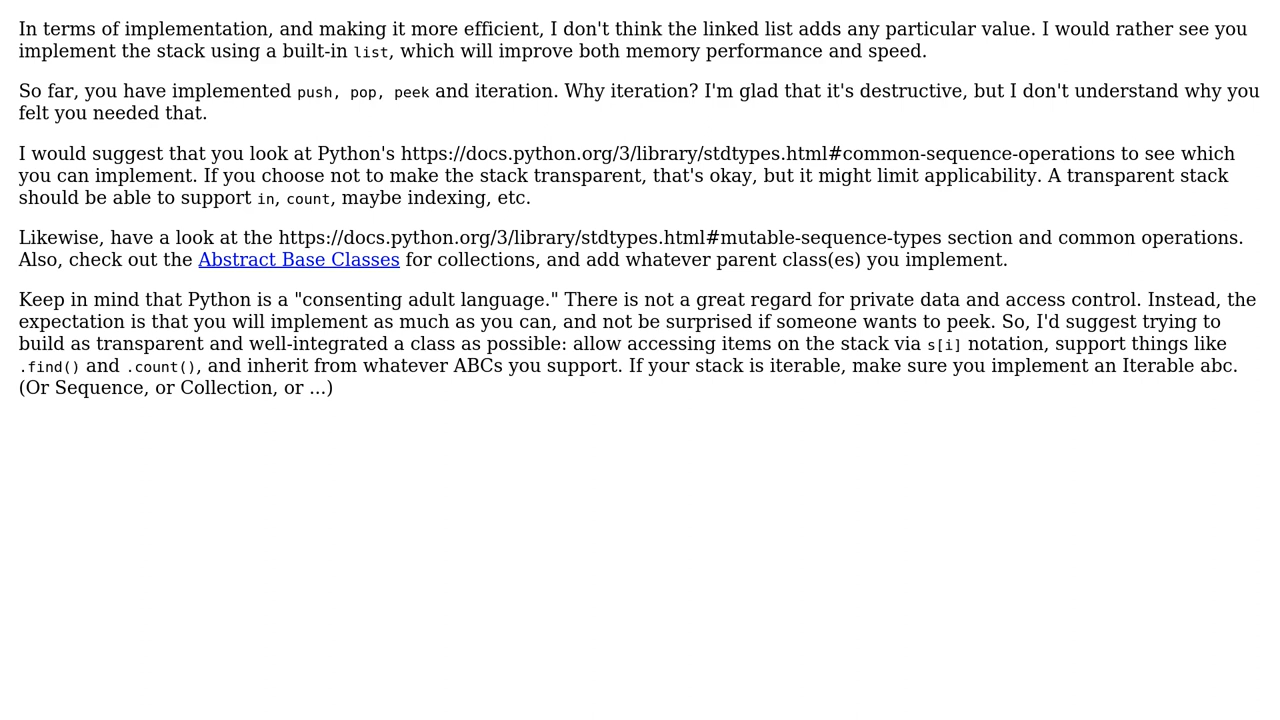 In terms of implementation, and making it more efficient, I don't think the linked list adds any particular value. I would rather see you
implement the stack using a built-in list, which will improve both memory performance and speed.
So far, you have implemented push, pop, peek and iteration. Why iteration? I'm glad that it's destructive, but I don't understand why you
felt you needed that.
I would suggest that you look at Python's https://docs.python.org/3/library/stdtypes.html#common-sequence-operations to see which
you can implement. If you choose not to make the stack transparent, that's okay, but it might limit applicability. A transparent stack
should be able to support in, count, maybe indexing, etc.
Likewise, have a look at the https://docs.python.org/3/library/stdtypes.html#mutable-sequence-types section and common operations.
Also, check out the Abstract Base Classes for collections, and add whatever parent class(es) you implement.
Keep in mind that Python is a "consenting adult language." There is not a great regard for private data and access control. Instead, the
expectation is that you will implement as much as you can, and not be surprised if someone wants to peek. So, I'd suggest trying to
build as transparent and well-integrated a class as possible: allow accessing items on the stack via s[i] notation, support things like
.find() and .count(), and inherit from whatever ABCs you support. If your stack is iterable, make sure you implement an Iterable abc.
(Or Sequence, or Collection, or ...)